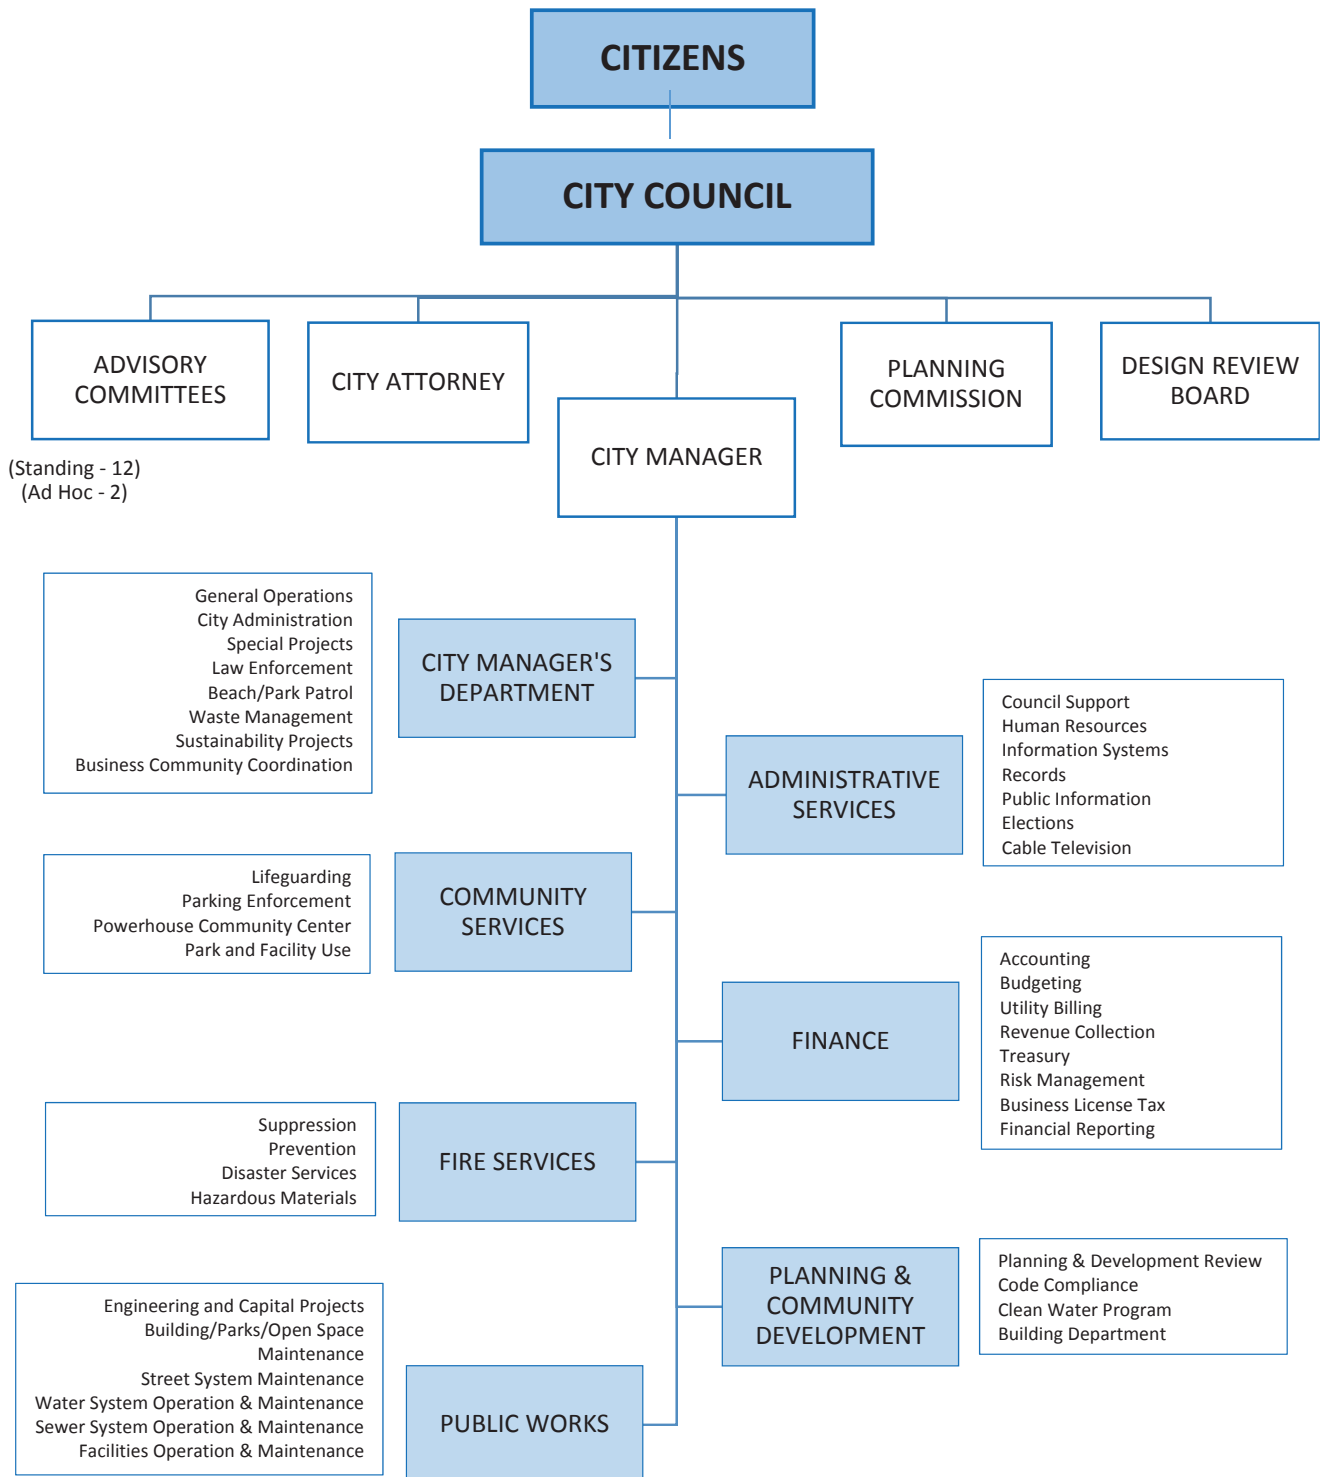 CITIZENS
CITY COUNCIL
ADVISORY
COMMITTEES
(Standing - 12)
(Ad Hoc - 2)
CITY ATTORNEY
CITY MANAGER
PLANNING
COMMISSION
DESIGN REVIEW
BOARD
General Operations
City Administration
Special Projects
Law Enforcement
Beach/Park Patrol
Waste Management
Sustainability Projects
Business Community Coordination
CITY MANAGER'S
DEPARTMENT
ADMINISTRATIVE
SERVICES
Council Support
Human Resources
Information Systems
Records
Public Information
Elections
Cable Television
Lifeguarding
Parking Enforcement
Powerhouse Community Center
Park and Facility Use
COMMUNITY
SERVICES
FINANCE
Accounting
Budgeting
Utility Billing
Revenue Collection
Treasury
Risk Management
Business License Tax
Financial Reporting
Suppression
Prevention
Disaster Services
Hazardous Materials
FIRE SERVICES
PLANNING &
COMMUNITY
DEVELOPMENT
Planning & Development Review
Code Compliance
Clean Water Program
Building Department
Engineering and Capital Projects
Building/Parks/Open Space
Maintenance
Street System Maintenance
Water System Operation & Maintenance
Sewer System Operation & Maintenance
Facilities Operation & Maintenance
PUBLIC WORKS